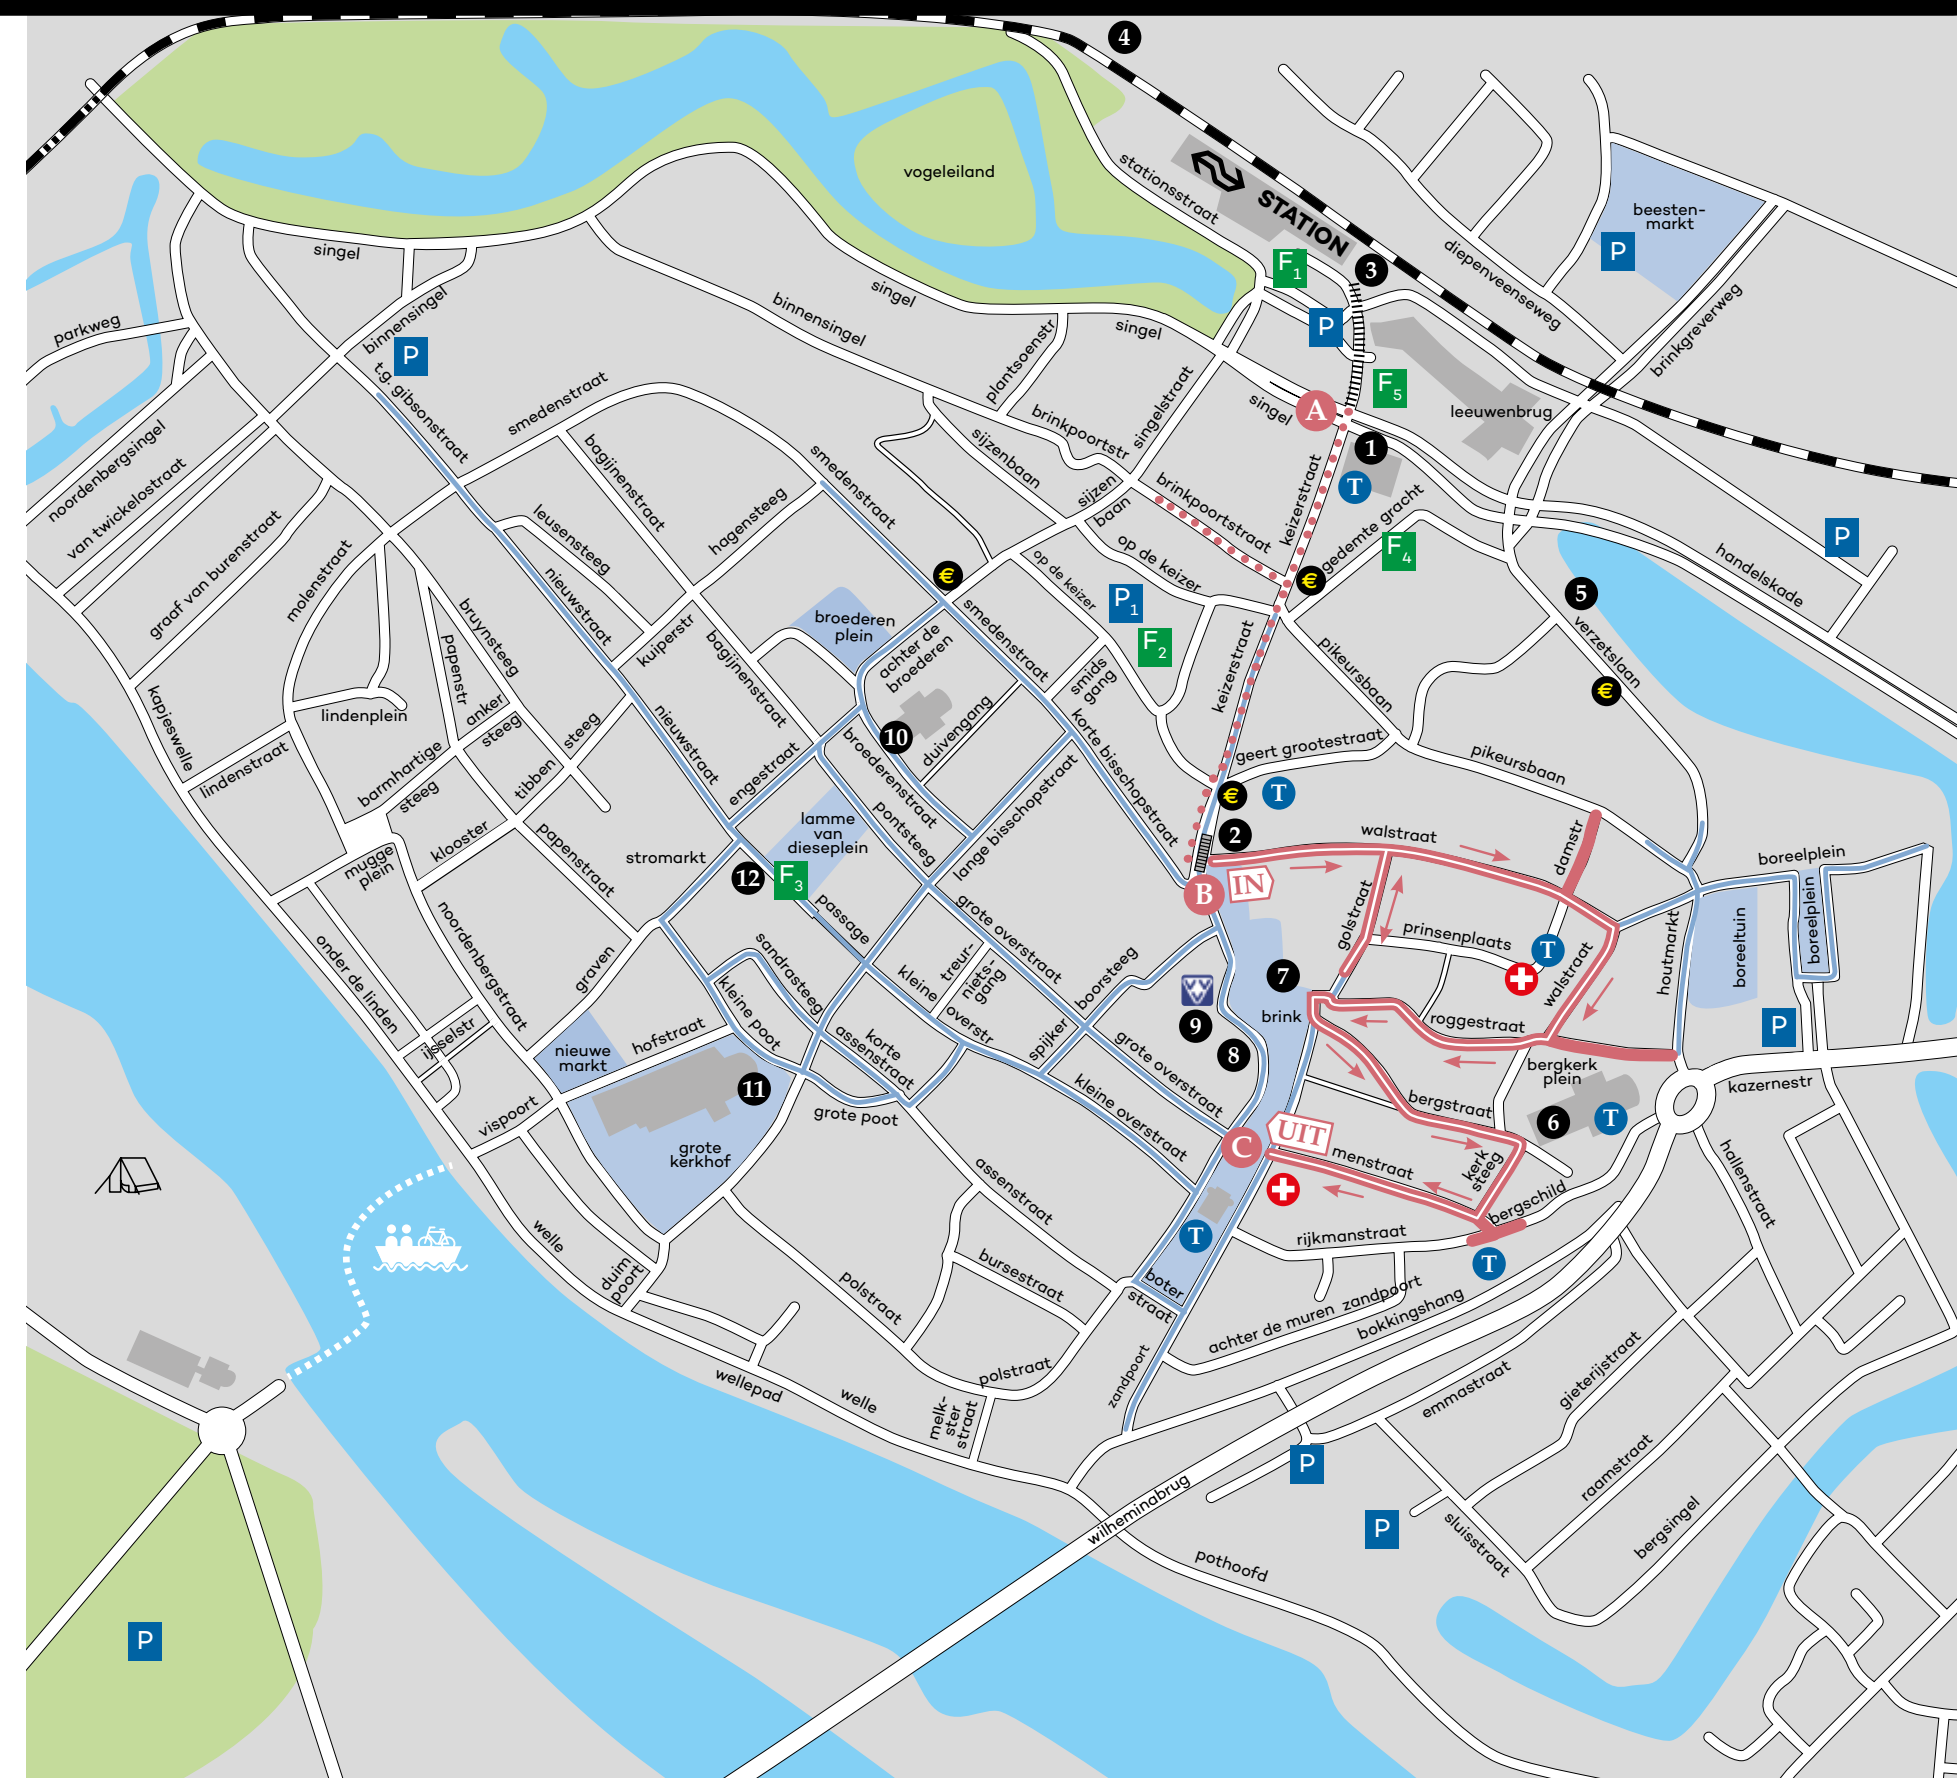 4
vogeleiland
stationsstraat
STATION
beesten-
markt
P
F1
3
diepenveenseweg
singel
singel
binnensingel
binnensingel
singel
P
brinkgreverweg
parkweg
P
plantsoenstr
singelstraat
t.g. gibsonstraat
smedenstraat
F5
singel
A
leeuwenbrug
brinkpoortstr
1
sijzenbaan
T
noordenbergsingel
van twickelostraat
bagijnenstraat
smedenstraat
sijzen
baan
brinkpoortstraat
keizerstraat
gedemte gracht
F4
P
graaf van burenstraat
leusensteeg
hagensteeg
op de keizer
handelskade
molenstraat
nieuwstraat
€
op de keizer
€
P1
5
bruynsteeg
broederen
plein
smedenstraat
F2
verzetslaan
papenstr
kuiperstr
bagijnenstraat
achter de
broederen
smids
gang
keizerstraat
pikeursbaan
€
kapjeswelle
lindenplein
anker
steeg
steeg
nieuwstraat
10
duivengang
korte bisschopstraat
geert grootestraat
pikeursbaan
lindenstraat
barmhartige
steeg
tibben
engestraat
broederenstraat
€
T
lamme
van
dieseplein
pontsteeg
lange bisschopstraat
2
walstraat
damstr
mugge
plein
klooster
papenstraat
stromarkt
12
F3
B
IN
boreelplein
passage
noordenbergstraat
grote overstraat
golstraat
prinsenplaats
T
boreeltuin
boreelplein
onder de linden
graven
sandrasteeg
kleine
treur-
niets-
gang
boorsteeg
7
walstraat
houtmarkt
kleine poot
overstr
9
brink
roggestraat
P
ijsselstr
nieuwe
markt
hofstraat
korte
assenstraat
spijker
grote overstraat
8
bergkerk
plein
11
kleine overstraat
bergstraat
kazernestr
vispoort
grote poot
6
T
grote
kerkhof
C
UIT
menstraat
kerk
steeg
hallenstraat
assenstraat
bergschild
welle
T
rijkmanstraat
T
duim
poort
polstraat
bursestraat
boter
straat
achter de muren zandpoort
bokkingshang
wellepad
welle
polstraat
melk-
ster
straat
zandpoort
emmastraat
gieterijstraat
P
raamstraat
wilheminabrug
P
sluisstraat
bergsingel
pothoofd
P